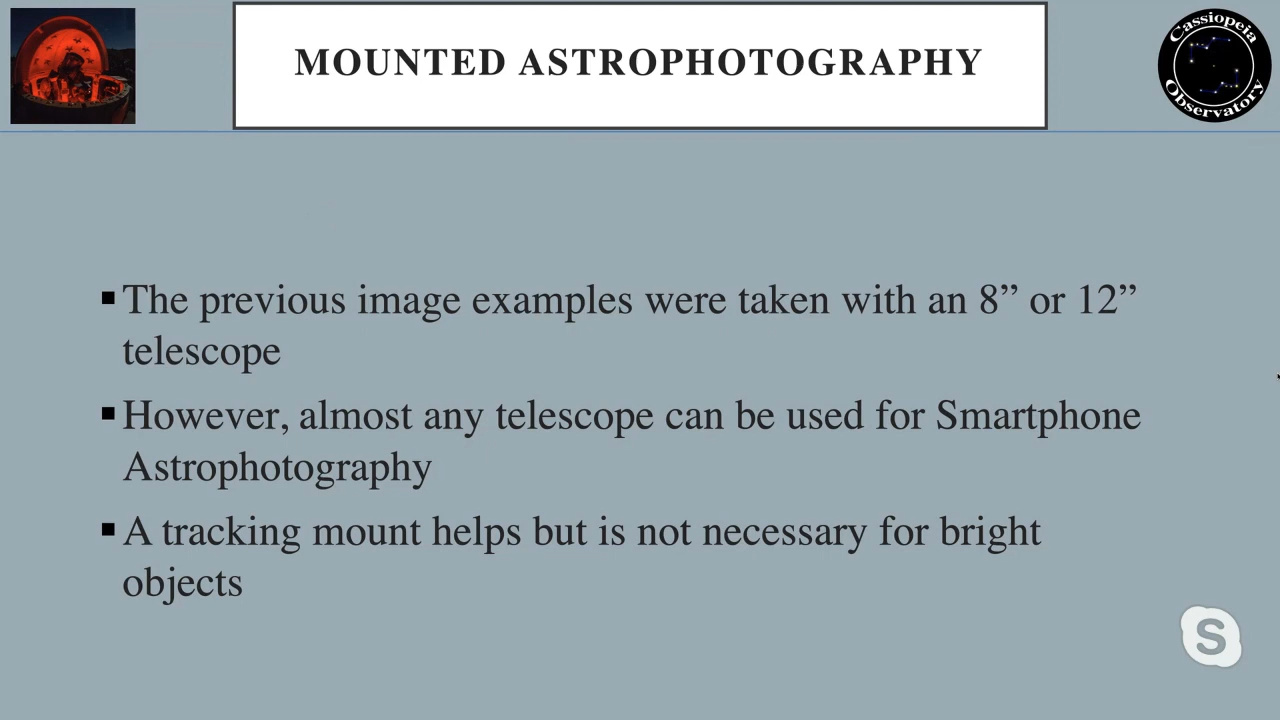 MOUNTED ASTROPHOTOGRAPHY
Cassiopeia
Observatory
▪The previous image examples were taken with an 8” or 12”
telescope
▪However, almost any telescope can be used for Smartphone
Astrophotography
▪A tracking mount helps but is not necessary for bright
objects
S